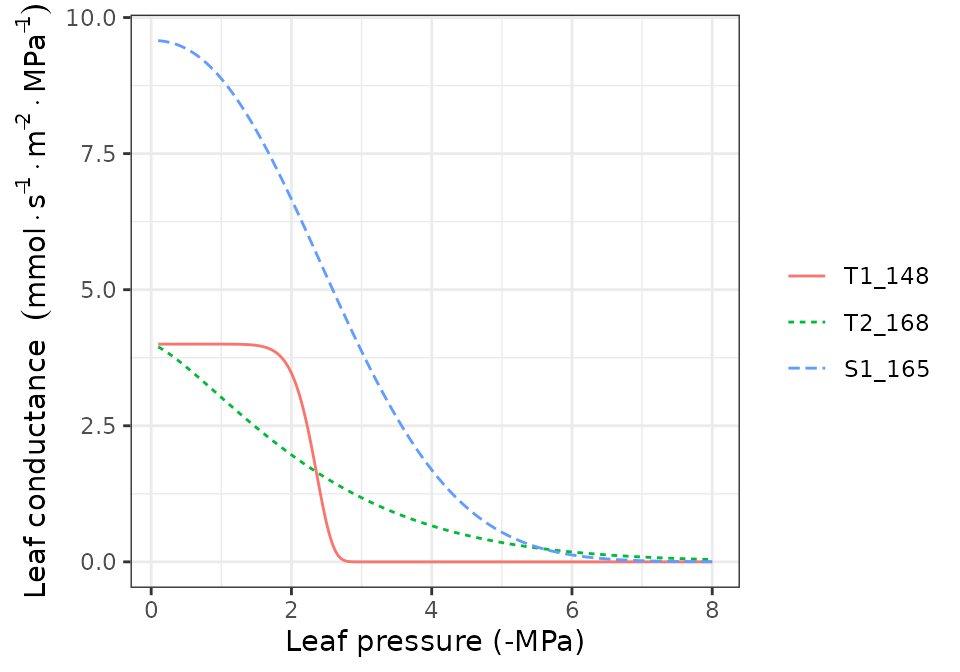 Leaf conductance (mmol · s⁻¹ · m⁻² · MPa⁻¹)
10.0
7.5
5.0
2.5
0.0
0 2 4 6 8
Leaf pressure (-MPa)
T1_148
T2_168
S1_165